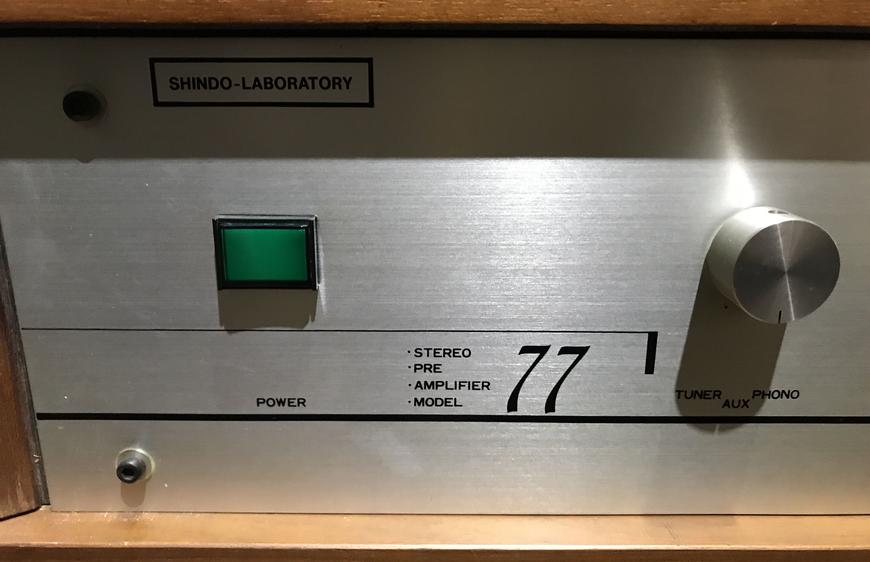 SHINDO-LABORATORY
·STEREO
·PRE
·AMPLIFIER
·MODEL
77
POWER
TUNER AUX PHONO